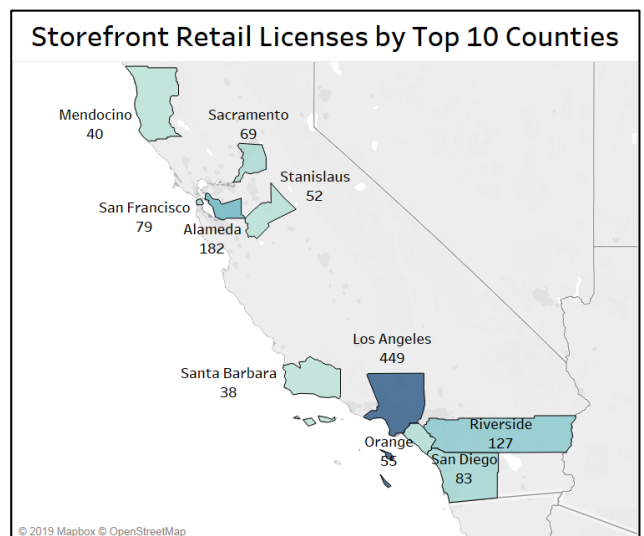 Storefront Retail Licenses by Top 10 Counties
Mendocino
40
Sacramento
69
Stanislaus
52
San Francisco
79
Alameda
182
Los Angeles
449
Santa Barbara
38
Orange
55
Riverside
127
San Diego
83
© 2019 Mapbox © OpenStreetMap